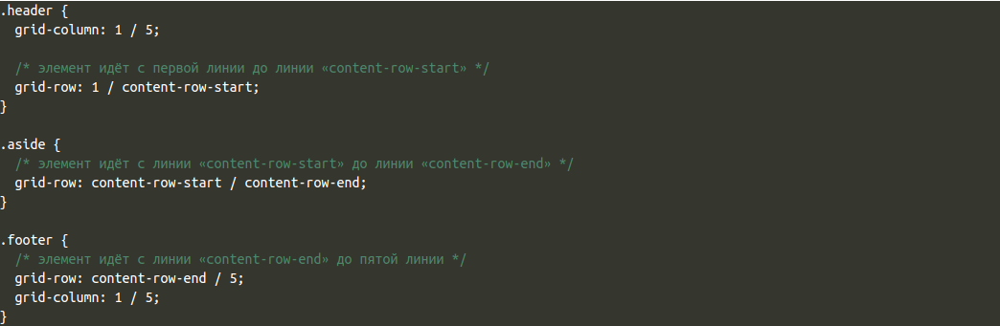 .header {
  grid-column: 1 / 5;

  /* элемент идёт с первой линии до линии «content-row-start» */
  grid-row: 1 / content-row-start;
}

.aside {
  /* элемент идёт с линии «content-row-start» до линии «content-row-end» */
  grid-row: content-row-start / content-row-end;
}

.footer {
  /* элемент идёт с линии «content-row-end» до пятой линии */
  grid-row: content-row-end / 5;
  grid-column: 1 / 5;
}